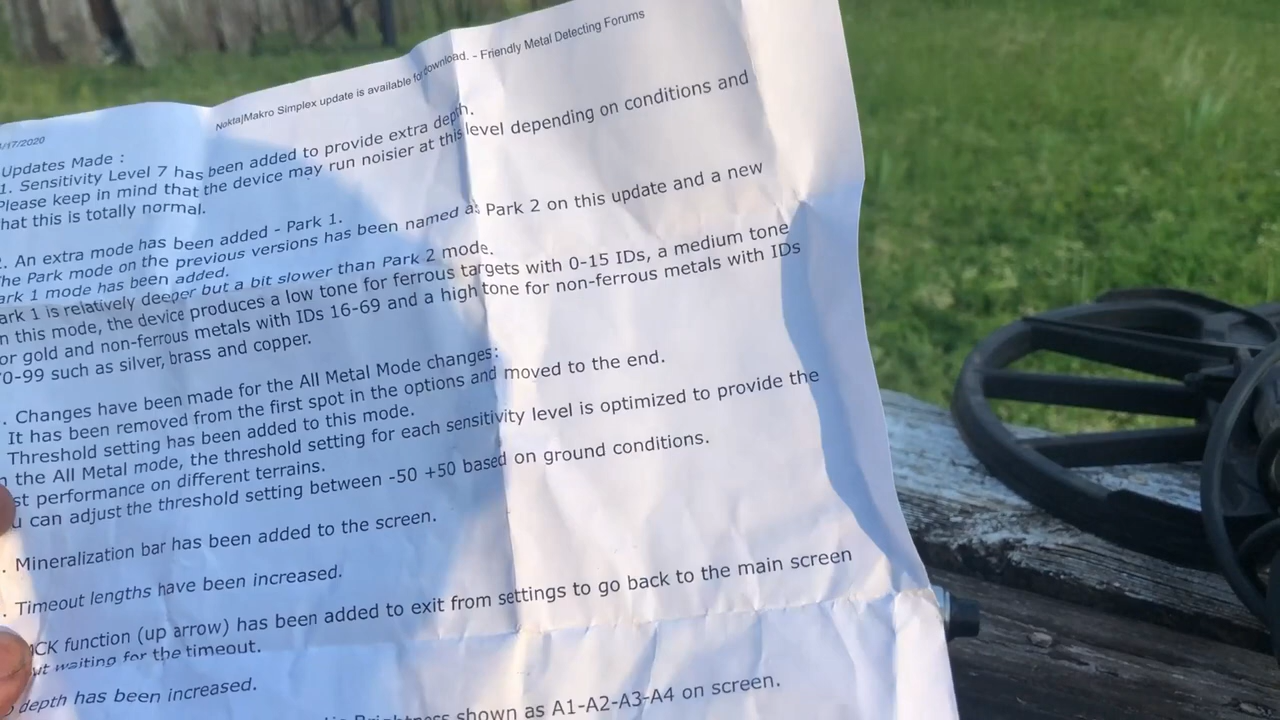 Nokta|Makro Simplex update is available for download. - Friendly Metal Detecting Forums
/17/2020
Updates Made :
1. Sensitivity Level 7 has been added to provide extra depth.
Please keep in mind that the device may run noisier at this level depending on conditions and
hat this is totally normal.
. An extra mode has been added - Park 1.
he Park mode on the previous versions has been named as Park 2 on this update and a new
ark 1 mode has been added.
ark 1 is relatively deeper but a bit slower than Park 2 mode.
n this mode, the device produces a low tone for ferrous targets with 0-15 IDs, a medium tone
or gold and non-ferrous metals with IDs 16-69 and a high tone for non-ferrous metals with IDs
0-99 such as silver, brass and copper.
. Changes have been made for the All Metal Mode changes:
It has been removed from the first spot in the options and moved to the end.
Threshold setting has been added to this mode.
n the All Metal mode, the threshold setting for each sensitivity level is optimized to provide the
st performance on different terrains.
u can adjust the threshold setting between -50 +50 based on ground conditions.
. Mineralization bar has been added to the screen.
. Timeout lengths have been increased.
ACK function (up arrow) has been added to exit from settings to go back to the main screen
ut waiting for the timeout.
depth has been increased.
Brightness shown as A1-A2-A3-A4 on screen.